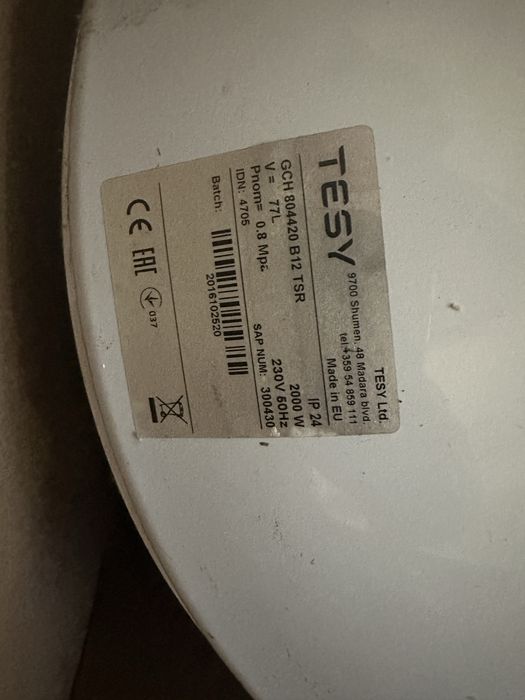 TESY
TESY Ltd.
9700 Shumen, 48 Madara blvd.
tel:+359 54 859 111
Made in EU
GCH 804420 B12 TSR
IP 24
V = 77L
2000 W
Pnom= 0.8 Mpa
230V 50Hz
IDN: 4705
SAP NUM.: 300430
Batch:
2016102520
CE EAC 037